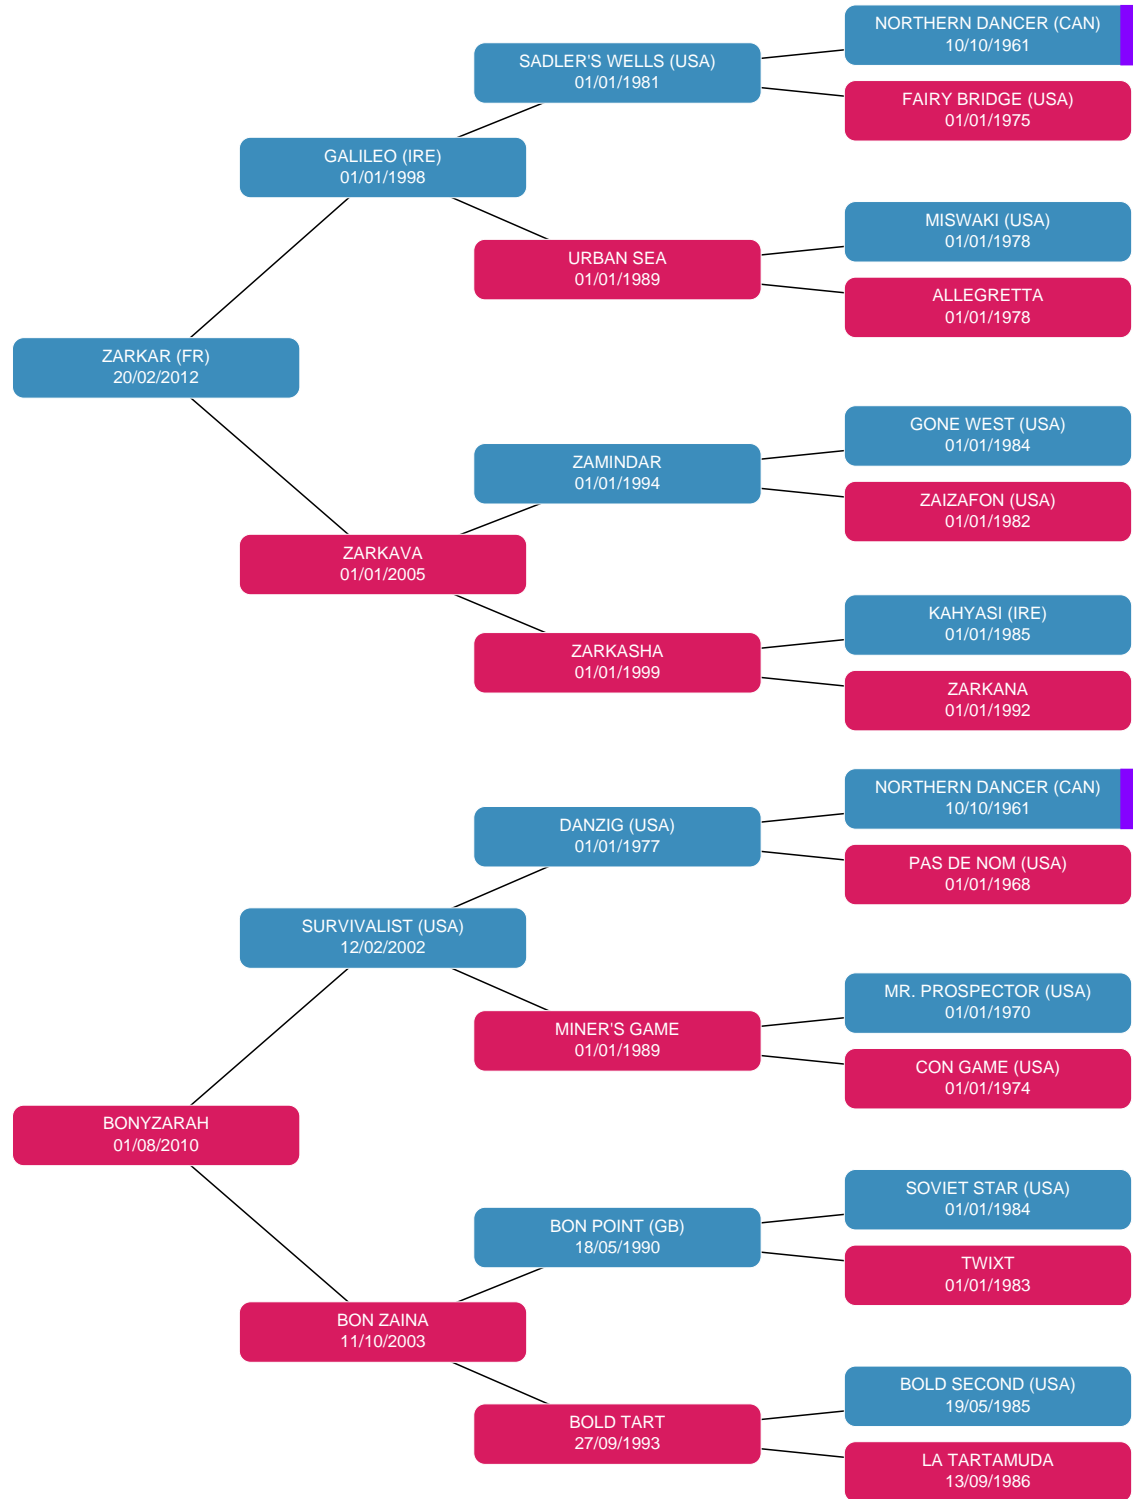 NORTHERN DANCER (CAN)
10/10/1961
SADLER'S WELLS (USA)
01/01/1981
FAIRY BRIDGE (USA)
01/01/1975
GALILEO (IRE)
01/01/1998
MISWAKI (USA)
01/01/1978
URBAN SEA
01/01/1989
ALLEGRETTA
01/01/1978
ZARKAR (FR)
20/02/2012
GONE WEST (USA)
01/01/1984
ZAMINDAR
01/01/1994
ZAIZAFON (USA)
01/01/1982
ZARKAVA
01/01/2005
KAHYASI (IRE)
01/01/1985
ZARKASHA
01/01/1999
ZARKANA
01/01/1992
NORTHERN DANCER (CAN)
10/10/1961
DANZIG (USA)
01/01/1977
PAS DE NOM (USA)
01/01/1968
SURVIVALIST (USA)
12/02/2002
MR. PROSPECTOR (USA)
01/01/1970
MINER'S GAME
01/01/1989
CON GAME (USA)
01/01/1974
BONYZARAH
01/08/2010
SOVIET STAR (USA)
01/01/1984
BON POINT (GB)
18/05/1990
TWIXT
01/01/1983
BON ZAINA
11/10/2003
BOLD SECOND (USA)
19/05/1985
BOLD TART
27/09/1993
LA TARTAMUDA
13/09/1986